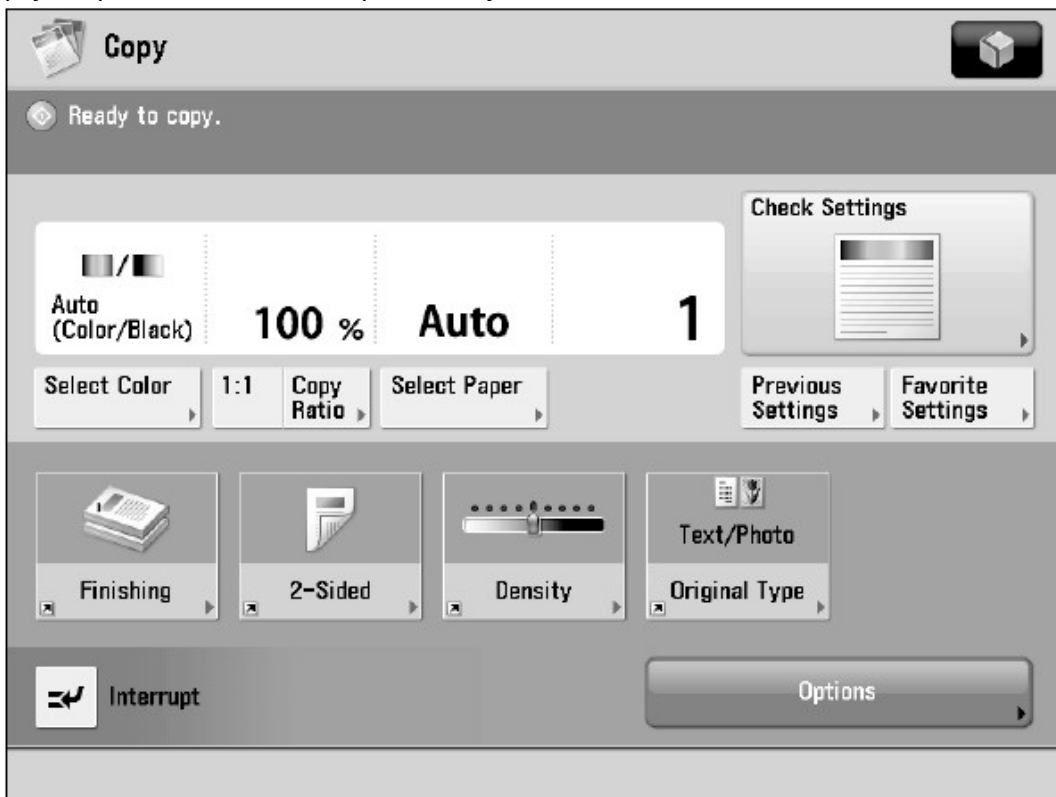 Copy
Ready to copy.
Check Settings
Auto
(Color/Black)
100 %
Auto
1
Select Color
1:1
Copy
Ratio
Select Paper
Previous
Settings
Favorite
Settings
Text/Photo
Finishing
2-Sided
Density
Original Type
Interrupt
Options